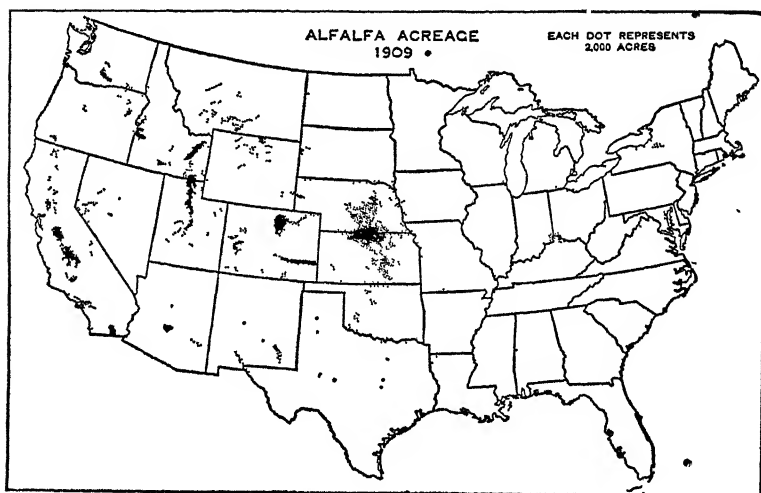 ALFALFA ACREAGE
1909
EACH DOT REPRESENTS
2,000 ACRES